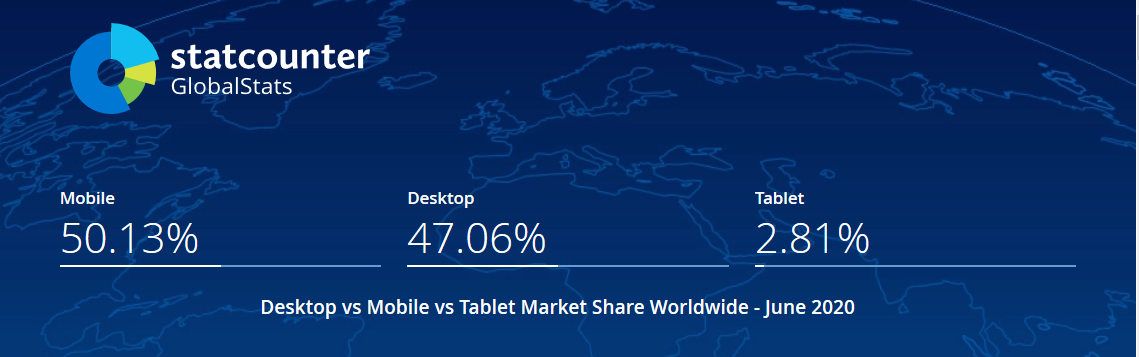 statcounter
GlobalStats
Mobile
50.13%
Desktop
47.06%
Tablet
2.81%
Desktop vs Mobile vs Tablet Market Share Worldwide - June 2020